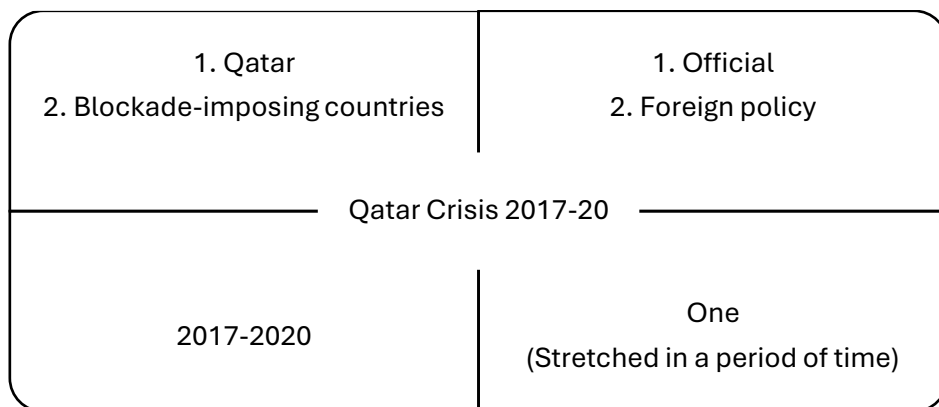 1. Qatar
2. Blockade-imposing countries
1. Official
2. Foreign policy
Qatar Crisis 2017-20
2017-2020
One
(Stretched in a period of time)